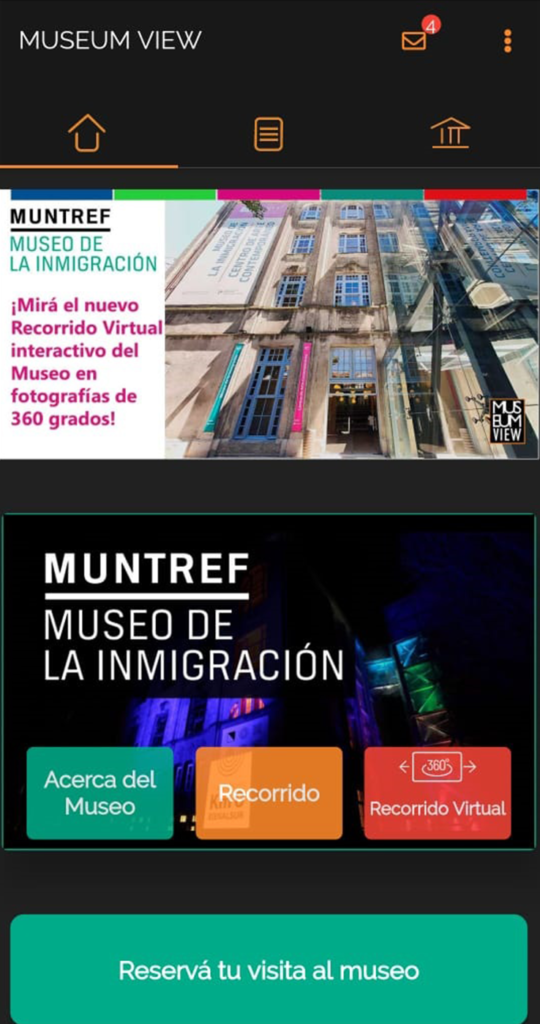 MUSEUM VIEW
4
MUNTREF
MUSEO DE
LA INMIGRACIÓN
¡Mirá el nuevo
Recorrido Virtual
interactivo del
Museo en
fotografías de
360 grados!
MUS
EUM
VIEW
MUNTREF
MUSEO DE
LA INMIGRACIÓN
Acerca del
Museo
Recorrido
360°
Recorrido Virtual
Reservá tu visita al museo